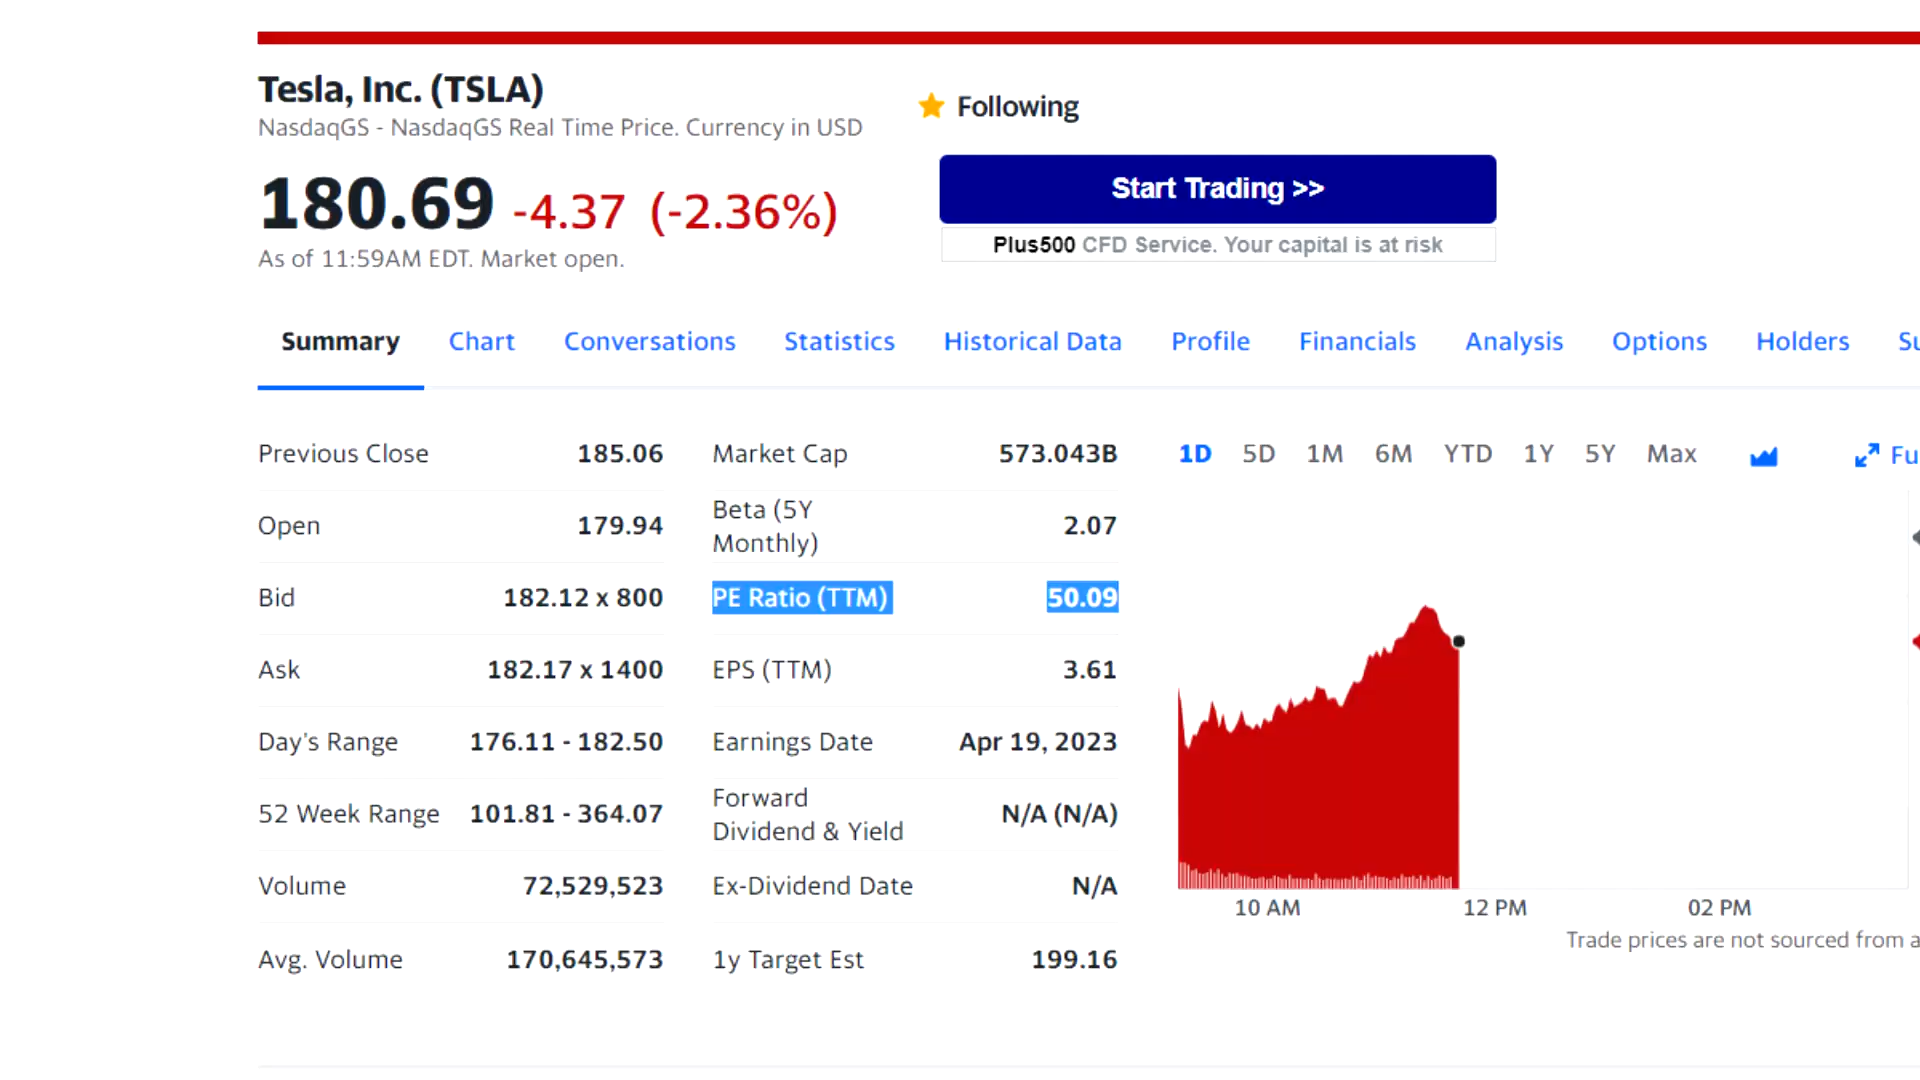 Tesla, Inc. (TSLA)
NasdaqGS - NasdaqGS Real Time Price. Currency in USD
Following
180.69 -4.37 (-2.36%)
As of 11:59AM EDT. Market open.
Start Trading >>
Plus500 CFD Service. Your capital is at risk
Summary Chart Conversations Statistics Historical Data Profile Financials Analysis Options Holders Su
Previous Close 185.06
Open 179.94
Bid 182.12 x 800
Ask 182.17 x 1400
Day's Range 176.11 - 182.50
52 Week Range 101.81 - 364.07
Volume 72,529,523
Avg. Volume 170,645,573
Market Cap 573.043B
Beta (5Y
Monthly) 2.07
PE Ratio (TTM) 50.09
EPS (TTM) 3.61
Earnings Date Apr 19, 2023
Forward
Dividend & Yield N/A (N/A)
Ex-Dividend Date N/A
1y Target Est 199.16
1D 5D 1M 6M YTD 1Y 5Y Max Fu
10 AM 12 PM 02 PM
Trade prices are not sourced from a